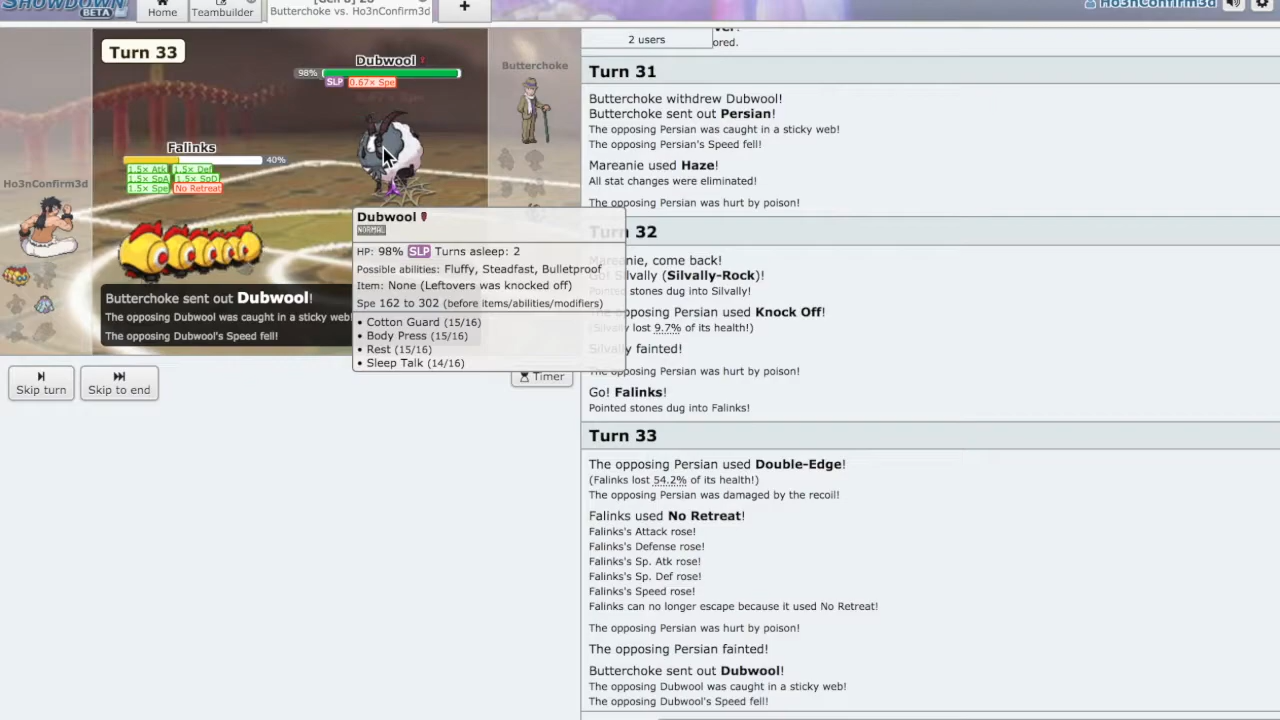 SHOWDOWN
BETA
Home
Teambuilder
Butterchoke vs. Ho3nConfirm3d
+
Ho3nConfirm3d
Turn 33
Dubwool
98%
SLP 0.67× Spe
Falinks
40%
1.5× Atk 1.5× Def
1.5× SpA 1.5× SpD
1.5× Spe No Retreat
Ho3nConfirm3d
Butterchoke
Butterchoke sent out Dubwool!
The opposing Dubwool was caught in a sticky web!
The opposing Dubwool's Speed fell!
Dubwool
NORMAL
HP: 98% SLP Turns asleep: 2
Possible abilities: Fluffy, Steadfast, Bulletproof
Item: None (Leftovers was knocked off)
Spe 162 to 302 (before items/abilities/modifiers)
• Cotton Guard (15/16)
• Body Press (15/16)
• Rest (15/16)
• Sleep Talk (14/16)
Skip turn
Skip to end
Timer
2 users
ored.
Turn 31
Butterchoke withdrew Dubwool!
Butterchoke sent out Persian!
The opposing Persian was caught in a sticky web!
The opposing Persian's Speed fell!
Mareanie used Haze!
All stat changes were eliminated!
The opposing Persian was hurt by poison!
Turn 32
Mareanie, come back!
Go! Silvally (Silvally-Rock)!
Pointed stones dug into Silvally!
The opposing Persian used Knock Off!
(Silvally lost 9.7% of its health!)
Silvally fainted!
The opposing Persian was hurt by poison!
Go! Falinks!
Pointed stones dug into Falinks!
Turn 33
The opposing Persian used Double-Edge!
(Falinks lost 54.2% of its health!)
The opposing Persian was damaged by the recoil!
Falinks used No Retreat!
Falinks's Attack rose!
Falinks's Defense rose!
Falinks's Sp. Atk rose!
Falinks's Sp. Def rose!
Falinks's Speed rose!
Falinks can no longer escape because it used No Retreat!
The opposing Persian was hurt by poison!
The opposing Persian fainted!
Butterchoke sent out Dubwool!
The opposing Dubwool was caught in a sticky web!
The opposing Dubwool's Speed fell!